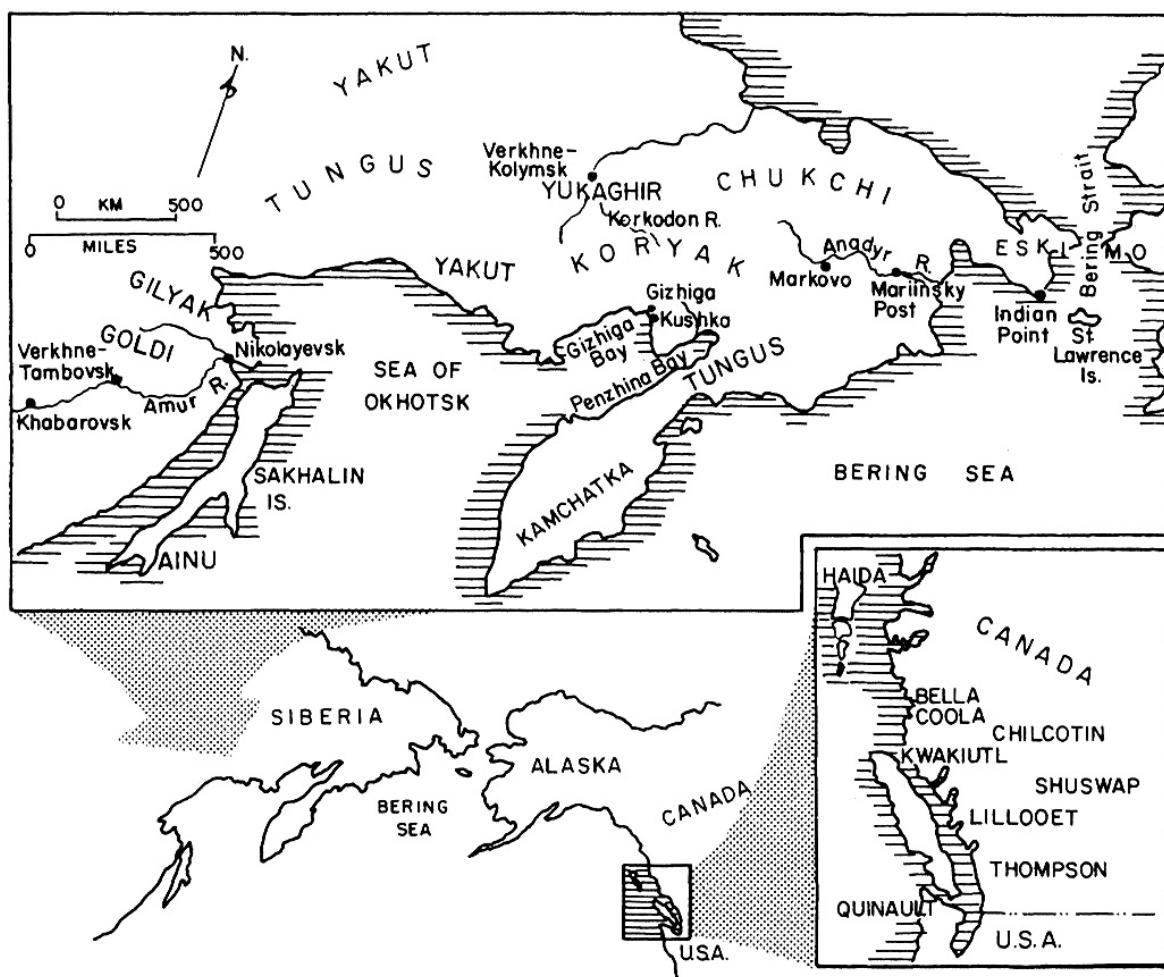 N.
YAKUT
TUNGUS
Verkhne-
Kolymsk
YUKAGHIR
CHUKCHI
Korkodon R.
0 KM 500
0 500
MILES
YAKUT
KORYAK
Anadyr R.
Markovo
Mariinsky
Post
ESKIMO
Bering Strait
Indian
Point
St.
Lawrence
Is.
GILYAK
GOLDI
Nikolayevsk
Verkhne-
Tambovsk
Amur R.
Khabarovsk
SEA OF
OKHOTSK
Gizhiga
Kushka
Gizhiga
Bay
Penzhina Bay
TUNGUS
SAKHALIN
IS.
AINU
KAMCHATKA
BERING SEA
SIBERIA
ALASKA
BERING
SEA
CANADA
U.S.A.
HAIDA
CANADA
BELLA
COOLA
CHILCOTIN
KWAKIUTL
SHUSWAP
LILLOOET
THOMPSON
QUINAULT
U.S.A.